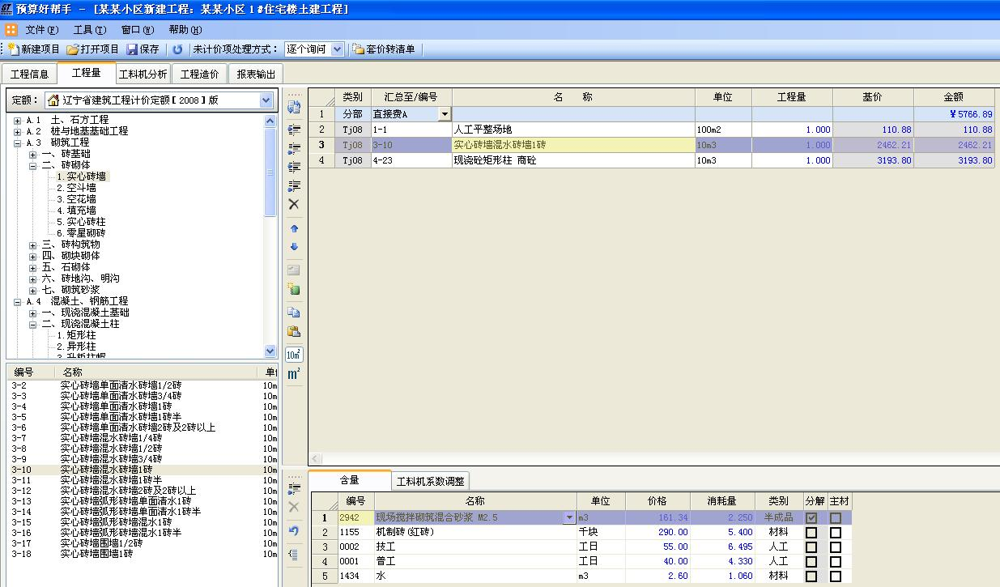 预算好帮手 - [某某小区新建工程: 某某小区1#住宅楼土建工程]
文件(F) 工具(T) 窗口(W) 帮助(H)
新建项目 打开项目 保存 未计价项处理方式: 逐个询问 套价转清单
工程信息 工程量 工料机分析 工程造价 报表输出
定额: 辽宁省建筑工程计价定额【2008】版
A.1 土、石方工程
A.2 桩与地基基础工程
A.3 砌筑工程
一、砖基础
二、砖砌体
1.实心砖墙
2.空斗墙
3.空花墙
4.填充墙
5.实心砖柱
6.零星砌砖
三、砖构筑物
四、砌块砌体
五、石砌体
六、砖地沟、明沟
七、砌筑砂浆
A.4 混凝土、钢筋工程
一、现浇混凝土基础
二、现浇混凝土柱
1.矩形柱
2.异形柱
编号 名称 单位
3-2 实心砖墙单面清水砖墙1/2砖 10m
3-3 实心砖墙单面清水砖墙3/4砖 10m
3-4 实心砖墙单面清水砖墙1砖 10m
3-5 实心砖墙单面清水砖墙1砖半 10m
3-6 实心砖墙单面清水砖墙2砖及2砖以上 10m
3-7 实心砖墙混水砖墙1/4砖 10m
3-8 实心砖墙混水砖墙1/2砖 10m
3-9 实心砖墙混水砖墙3/4砖 10m
3-10 实心砖墙混水砖墙1砖 10m
3-11 实心砖墙混水砖墙1砖半 10m
3-12 实心砖墙混水砖墙2砖及2砖以上 10m
3-13 实心砖墙弧形砖墙单面清水1砖 10m
3-14 实心砖墙弧形砖墙单面清水1砖半 10m
3-15 实心砖墙弧形砖墙混水1砖 10m
3-16 实心砖墙弧形砖墙混水1砖半 10m
3-17 实心砖墙围墙1/2砖 10m
3-18 实心砖墙围墙1砖 10m
10m²
m²
类别 汇总至/编号 名 称 单位 工程量 基价 金额
1 分部 直接费A ￥5766.89
2 Tj08 1-1 人工平整场地 100m2 1.000 110.88 110.88
3 Tj08 3-10 实心砖墙混水砖墙1砖 10m3 1.000 2462.21 2462.21
4 Tj08 4-23 现浇砼矩形柱 商砼 10m3 1.000 3193.80 3193.80
含量 工料机系数调整
编号 名称 单位 价格 消耗量 类别 分解 主材
1 2942 现场搅拌砌筑混合砂浆 M2.5 m3 161.34 2.250 半成品
2 1155 机制砖(红砖) 千块 290.00 5.400 材料
3 0002 技工 工日 55.00 6.495 人工
4 0001 普工 工日 40.00 4.330 人工
5 1434 水 m3 2.60 1.060 材料